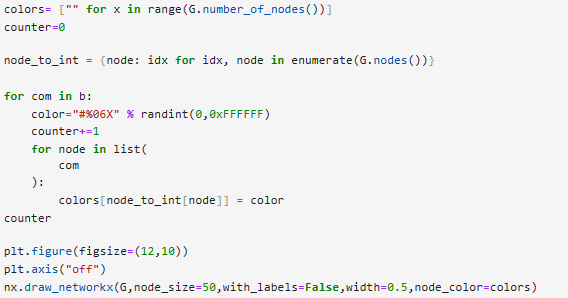 colors= ["" for x in range(G.number_of_nodes())]
counter=0

node_to_int = {node: idx for idx, node in enumerate(G.nodes())}

for com in b:
    color="#%06X" % randint(0,0xFFFFFF)
    counter+=1
    for node in list(
        com
    ):
        colors[node_to_int[node]] = color
counter

plt.figure(figsize=(12,10))
plt.axis("off")
nx.draw_networkx(G,node_size=50,with_labels=False,width=0.5,node_color=colors)